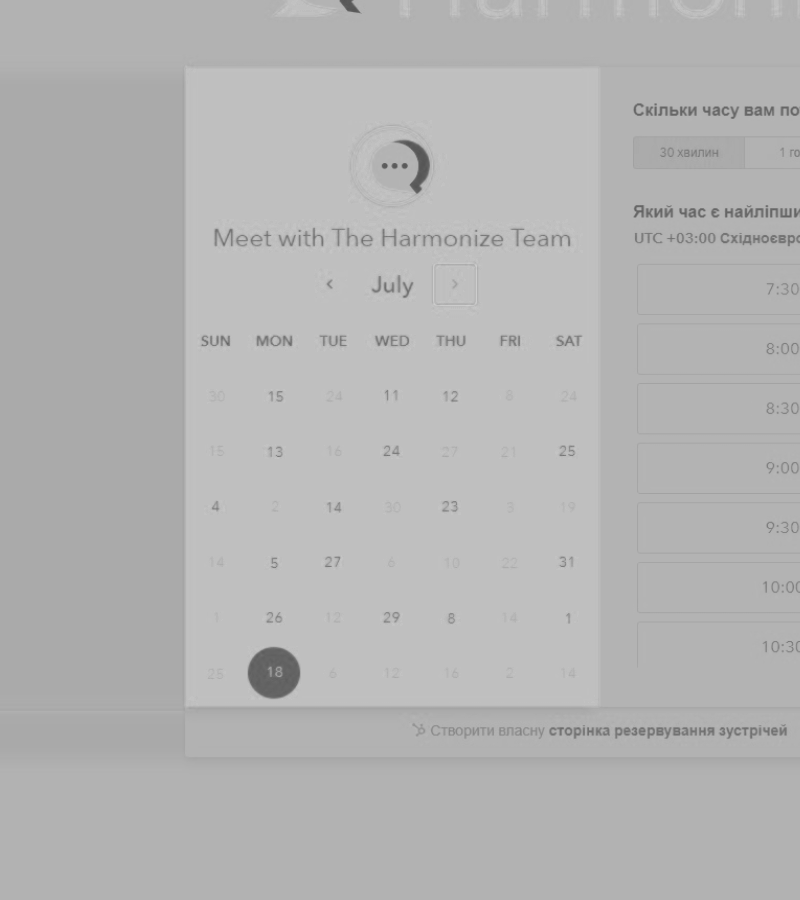 Harmoni
Meet with The Harmonize Team
July
SUN MON TUE WED THU FRI SAT
30 15 24 11 12 8 24
15 13 16 24 27 21 25
4 2 14 30 23 3 19
14 5 27 6 10 22 31
1 26 12 29 8 14 1
25 18 6 12 16 2 14
Скільки часу вам по
30 хвилин 1 го
Який час є найліпши
UTC +03:00 Східноєвро
7:30
8:00
8:30
9:00
9:30
10:00
10:30
Створити власну сторінка резервування зустрічей